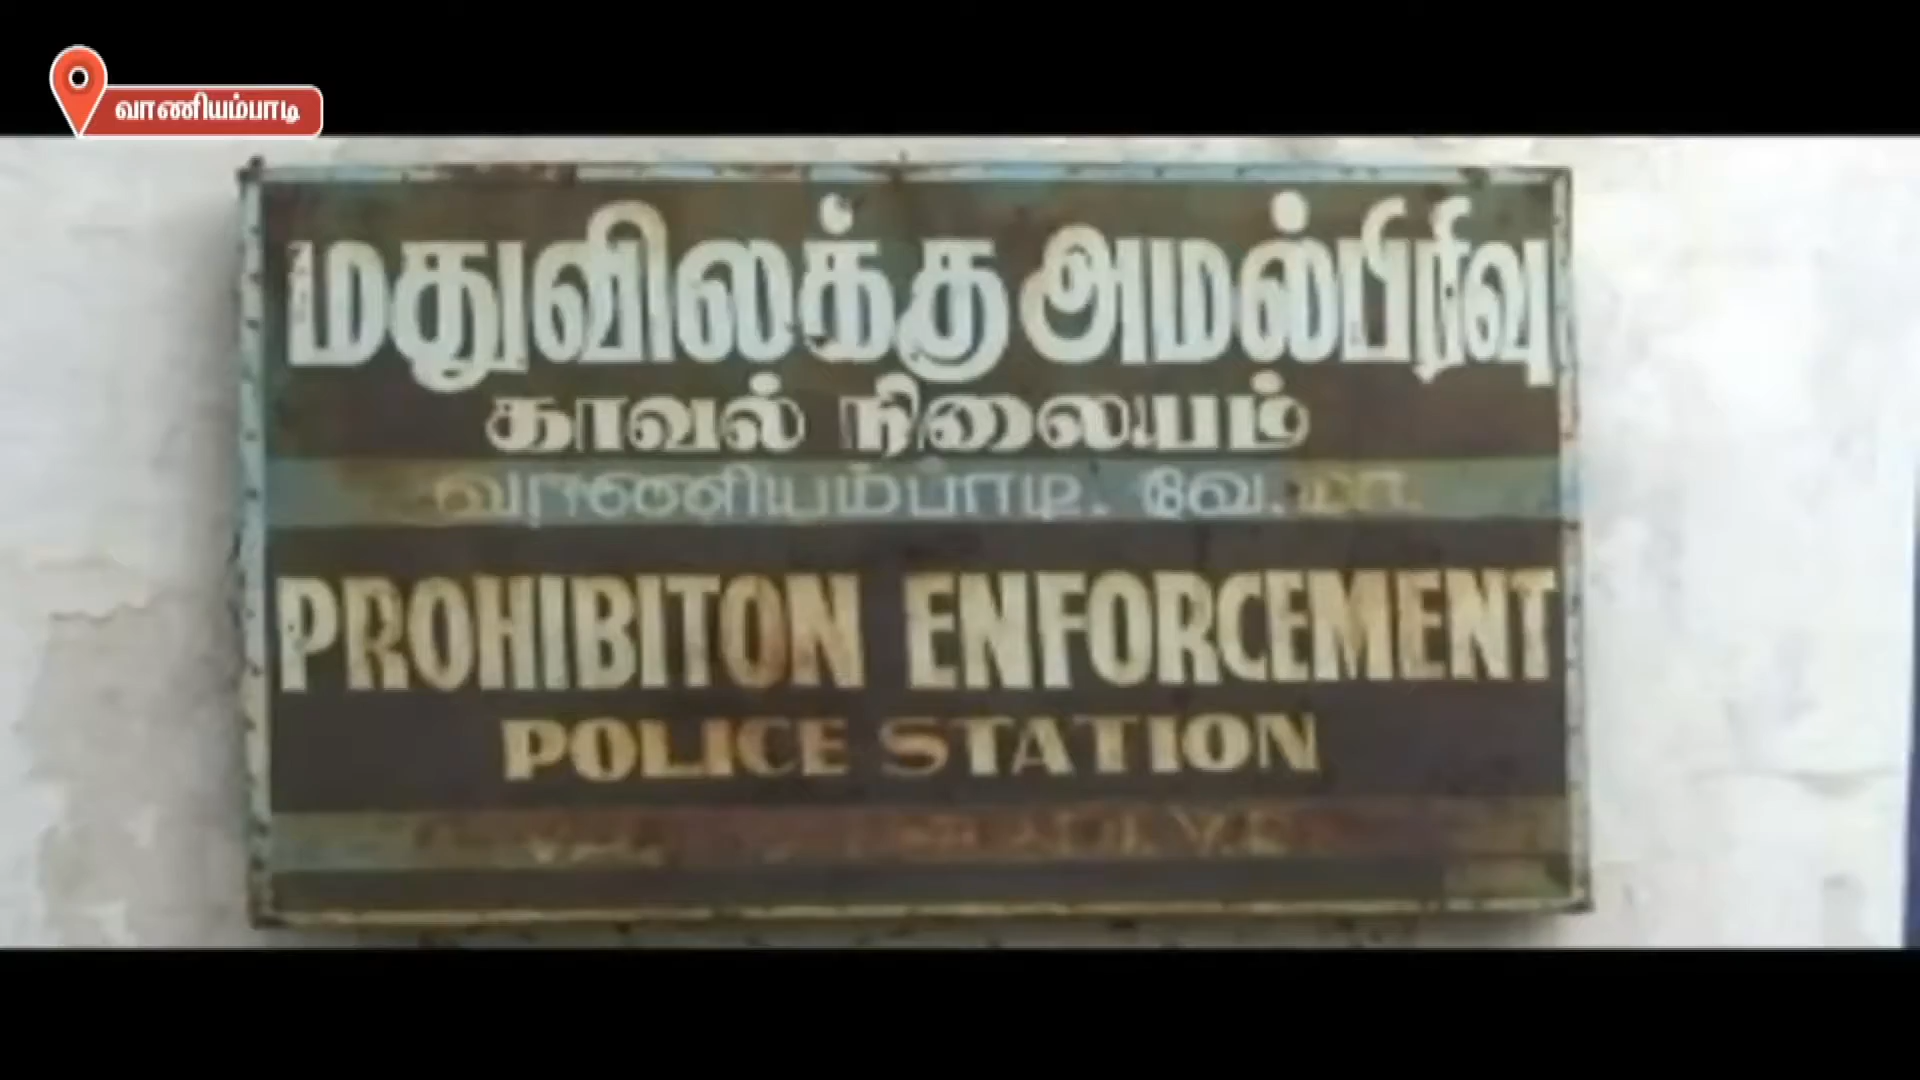 வாணியம்பாடி
மதுவிலக்கு அமல்பிரிவு
காவல் நிலையம்
வாணியம்பாடி. வே.மா.
PROHIBITON ENFORCEMENT
POLICE STATION